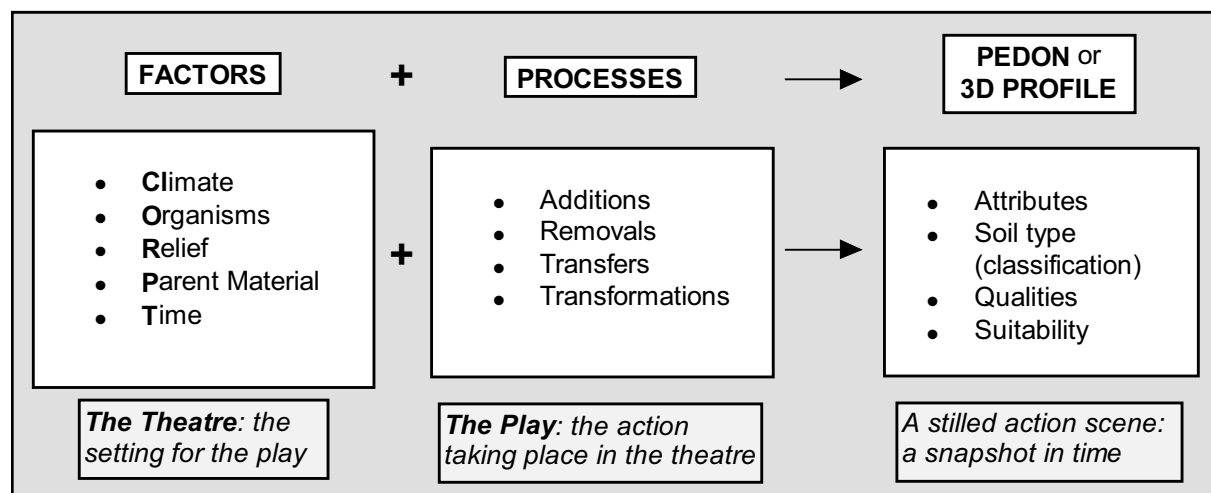 FACTORS + PROCESSES → PEDON or
3D PROFILE
• Climate
• Organisms
• Relief
• Parent Material
• Time
+
• Additions
• Removals
• Transfers
• Transformations
→
• Attributes
• Soil type
(classification)
• Qualities
• Suitability
The Theatre: the
setting for the play
The Play: the action
taking place in the theatre
A stilled action scene:
a snapshot in time